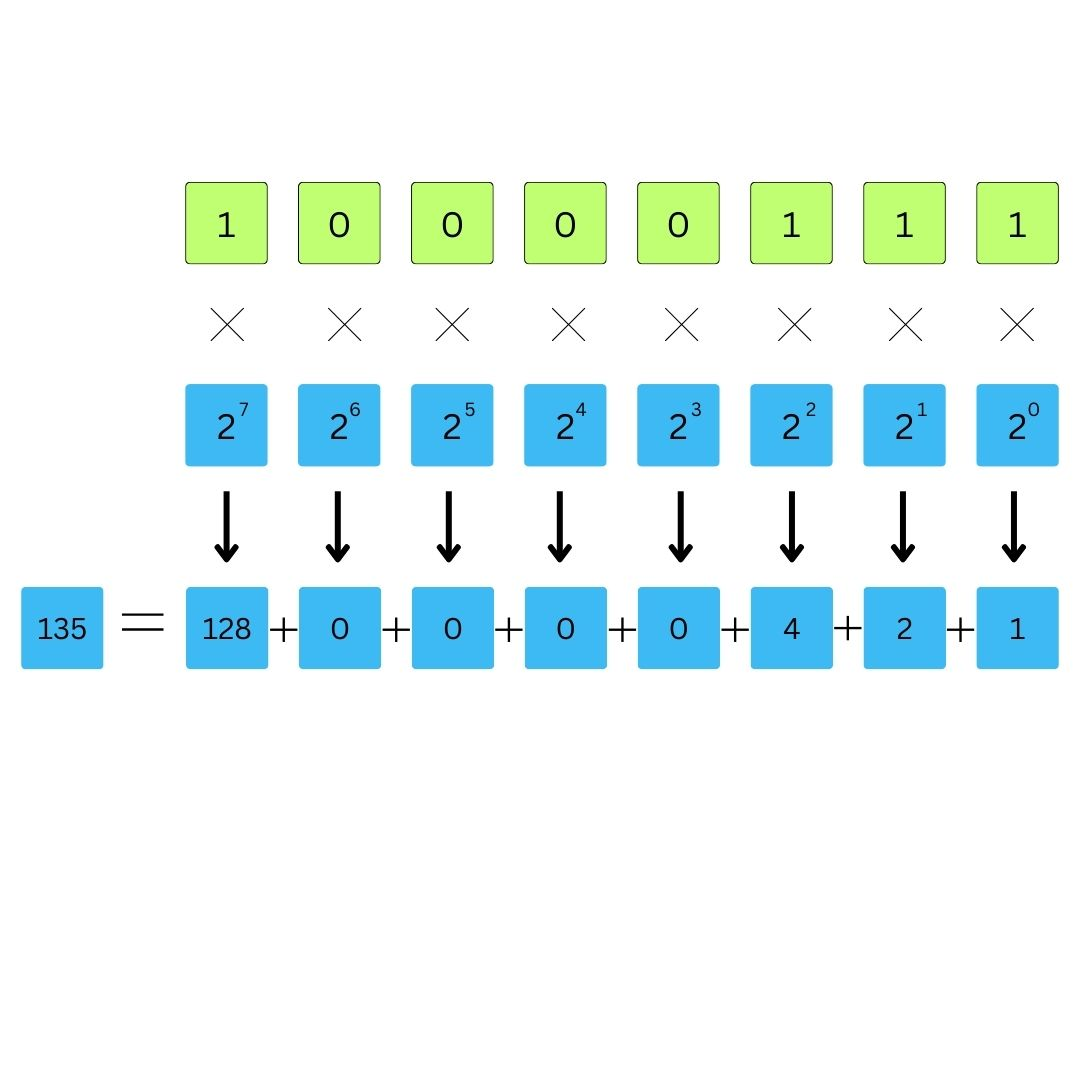 1 0 0 0 0 1 1 1
× × × × × × × ×
2⁷ 2⁶ 2⁵ 2⁴ 2³ 2² 2¹ 2⁰
135 = 128 + 0 + 0 + 0 + 0 + 4 + 2 + 1